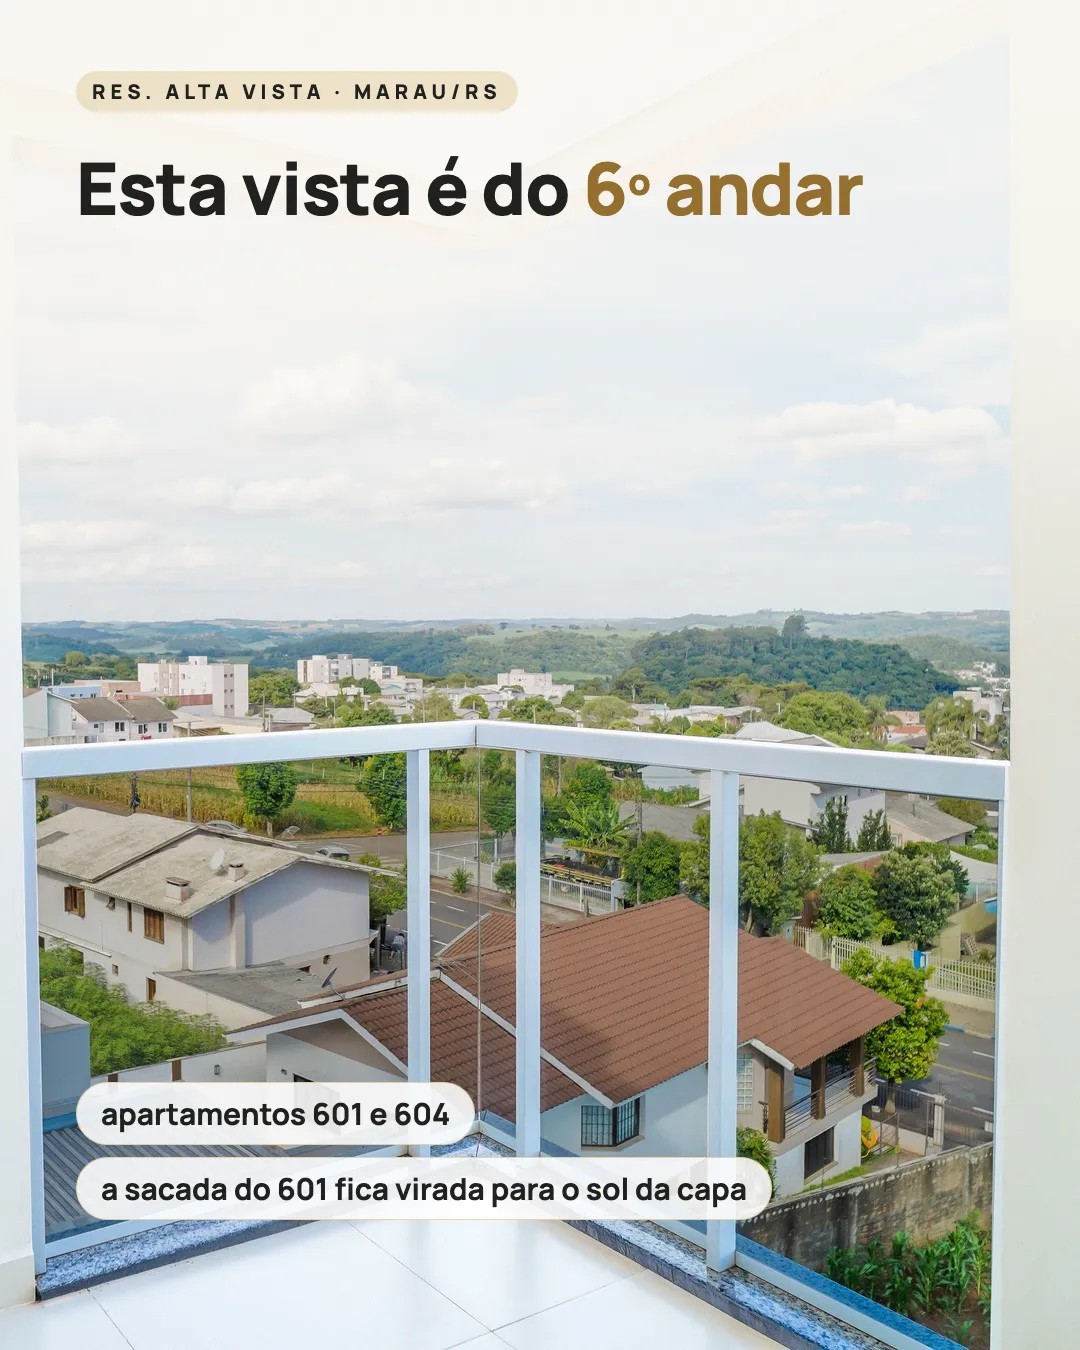 RES. ALTA VISTA · MARAU/RS
Esta vista é do 6º andar
apartamentos 601 e 604
a sacada do 601 fica virada para o sol da capa